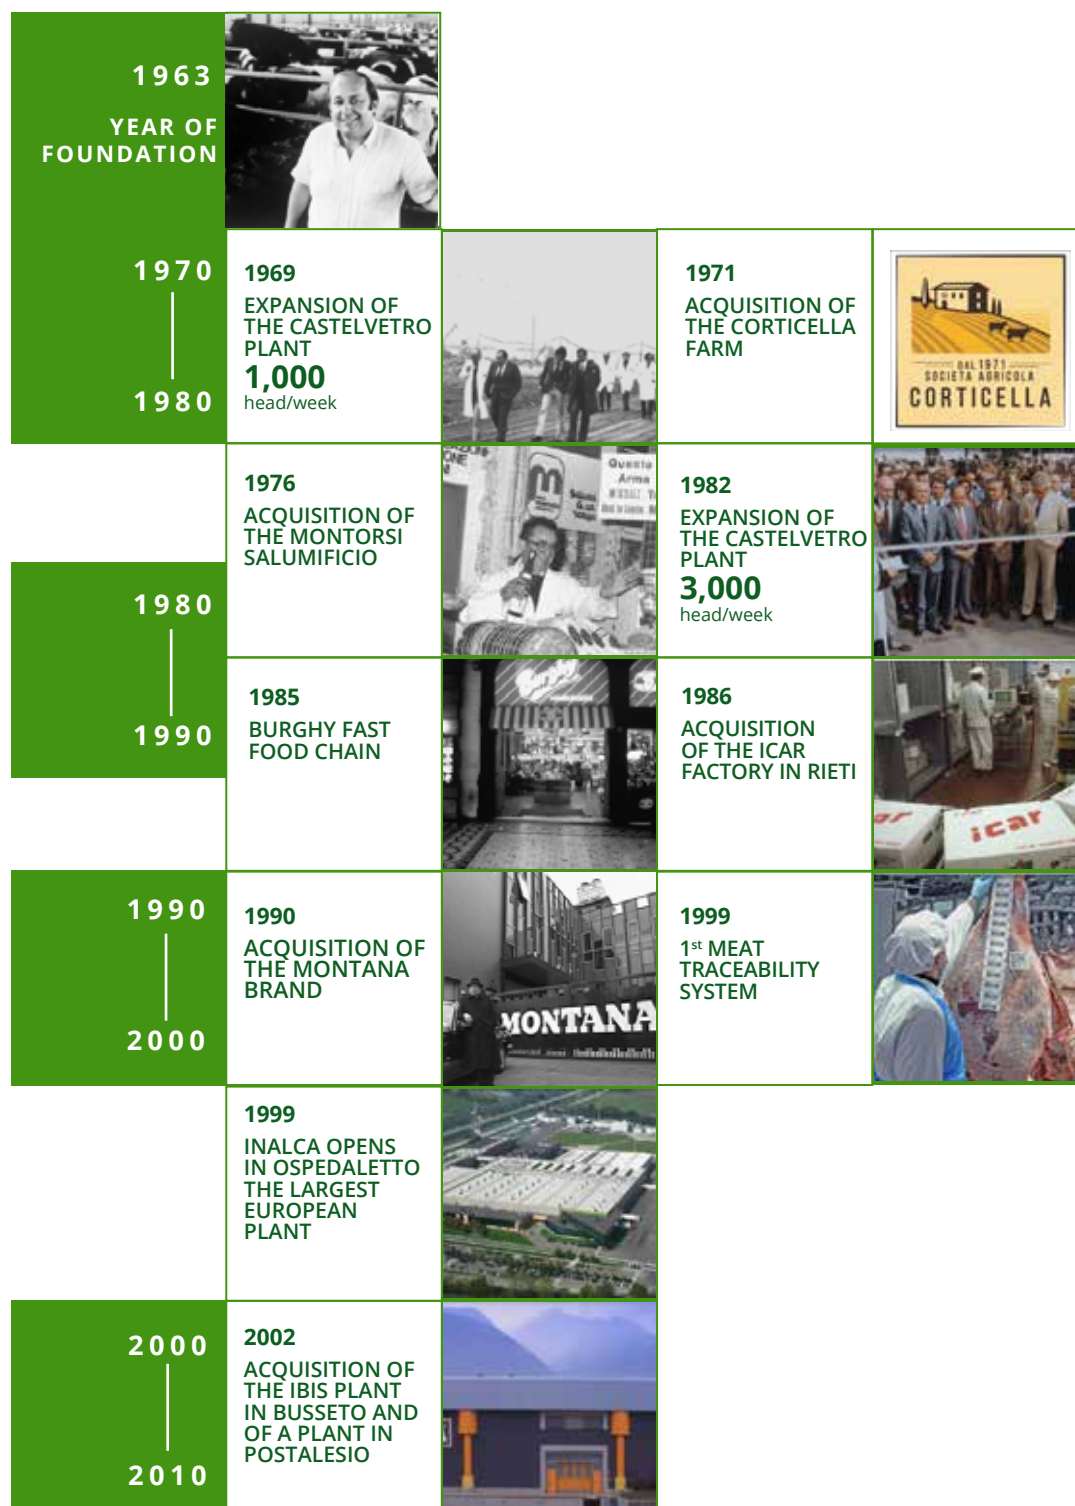 1963
YEAR OF
FOUNDATION
1970
1980
1969
EXPANSION OF
THE CASTELVETRO
PLANT
1,000
head/week
1971
ACQUISITION OF
THE CORTICELLA
FARM
DAL 1971
SOCIETÀ AGRICOLA
CORTICELLA
1976
ACQUISITION OF
THE MONTORSI
SALUMIFICIO
Questa
Arma
1982
EXPANSION OF
THE CASTELVETRO
PLANT
3,000
head/week
1980
1990
1985
BURGHY FAST
FOOD CHAIN
Burghy
1986
ACQUISITION
OF THE ICAR
FACTORY IN RIETI
icar
1990
2000
1990
ACQUISITION OF
THE MONTANA
BRAND
MONTANA
1999
1st MEAT
TRACEABILITY
SYSTEM
1999
INALCA OPENS
IN OSPEDALETTO
THE LARGEST
EUROPEAN
PLANT
2000
2010
2002
ACQUISITION OF
THE IBIS PLANT
IN BUSSETO AND
OF A PLANT IN
POSTALESIO